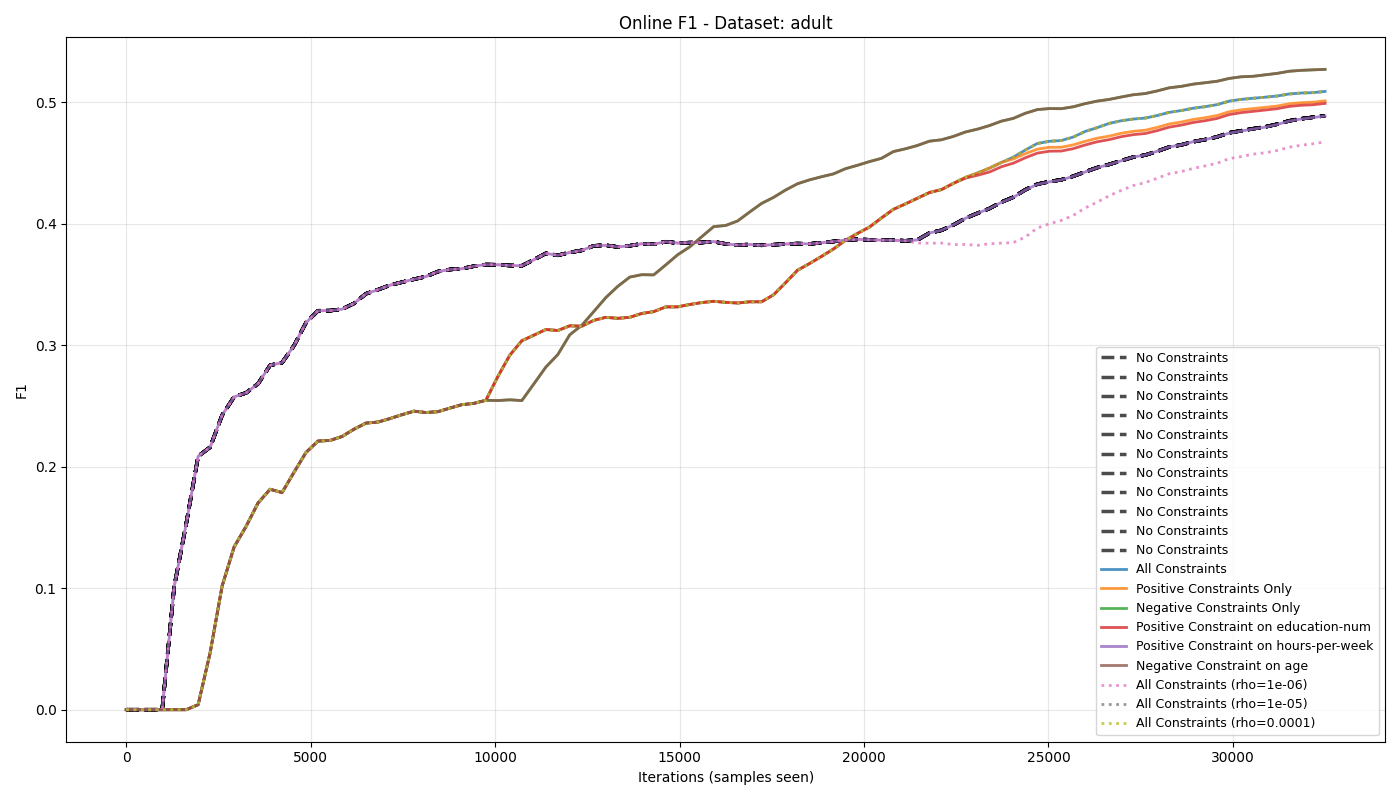 Online F1 - Dataset: adult
F1
0.5
0.4
0.3
0.2
0.1
0.0
No Constraints
No Constraints
No Constraints
No Constraints
No Constraints
No Constraints
No Constraints
No Constraints
No Constraints
No Constraints
No Constraints
All Constraints
Positive Constraints Only
Negative Constraints Only
Positive Constraint on education-num
Positive Constraint on hours-per-week
Negative Constraint on age
All Constraints (rho=1e-06)
All Constraints (rho=1e-05)
All Constraints (rho=0.0001)
0 5000 10000 15000 20000 25000 30000
Iterations (samples seen)